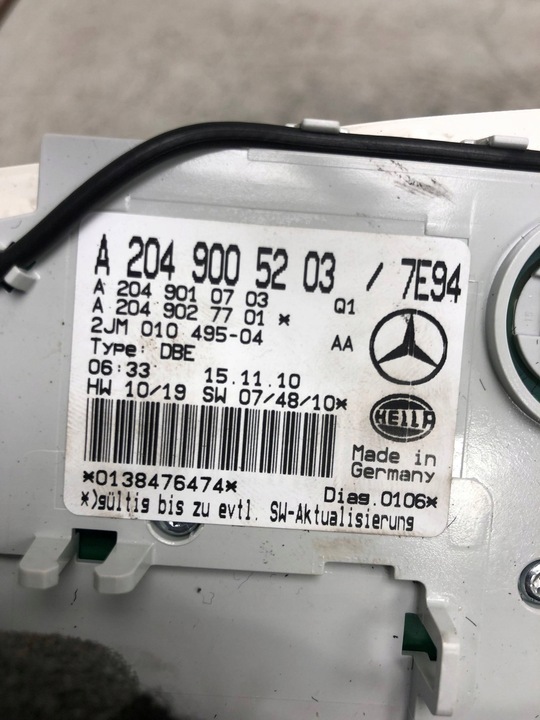 A 204 900 52 03 / 7E94
A 204 901 07 03 Q1
A 204 902 77 01 *
2JM 010 495-04 AA
Type: DBE
06:33 15.11.10
HW 10/19 SW 07/48/10*
HELLA
Made in
Germany
*0138476474*
Diag.0106*
*)gültig bis zu evtl. SW-Aktualisierung